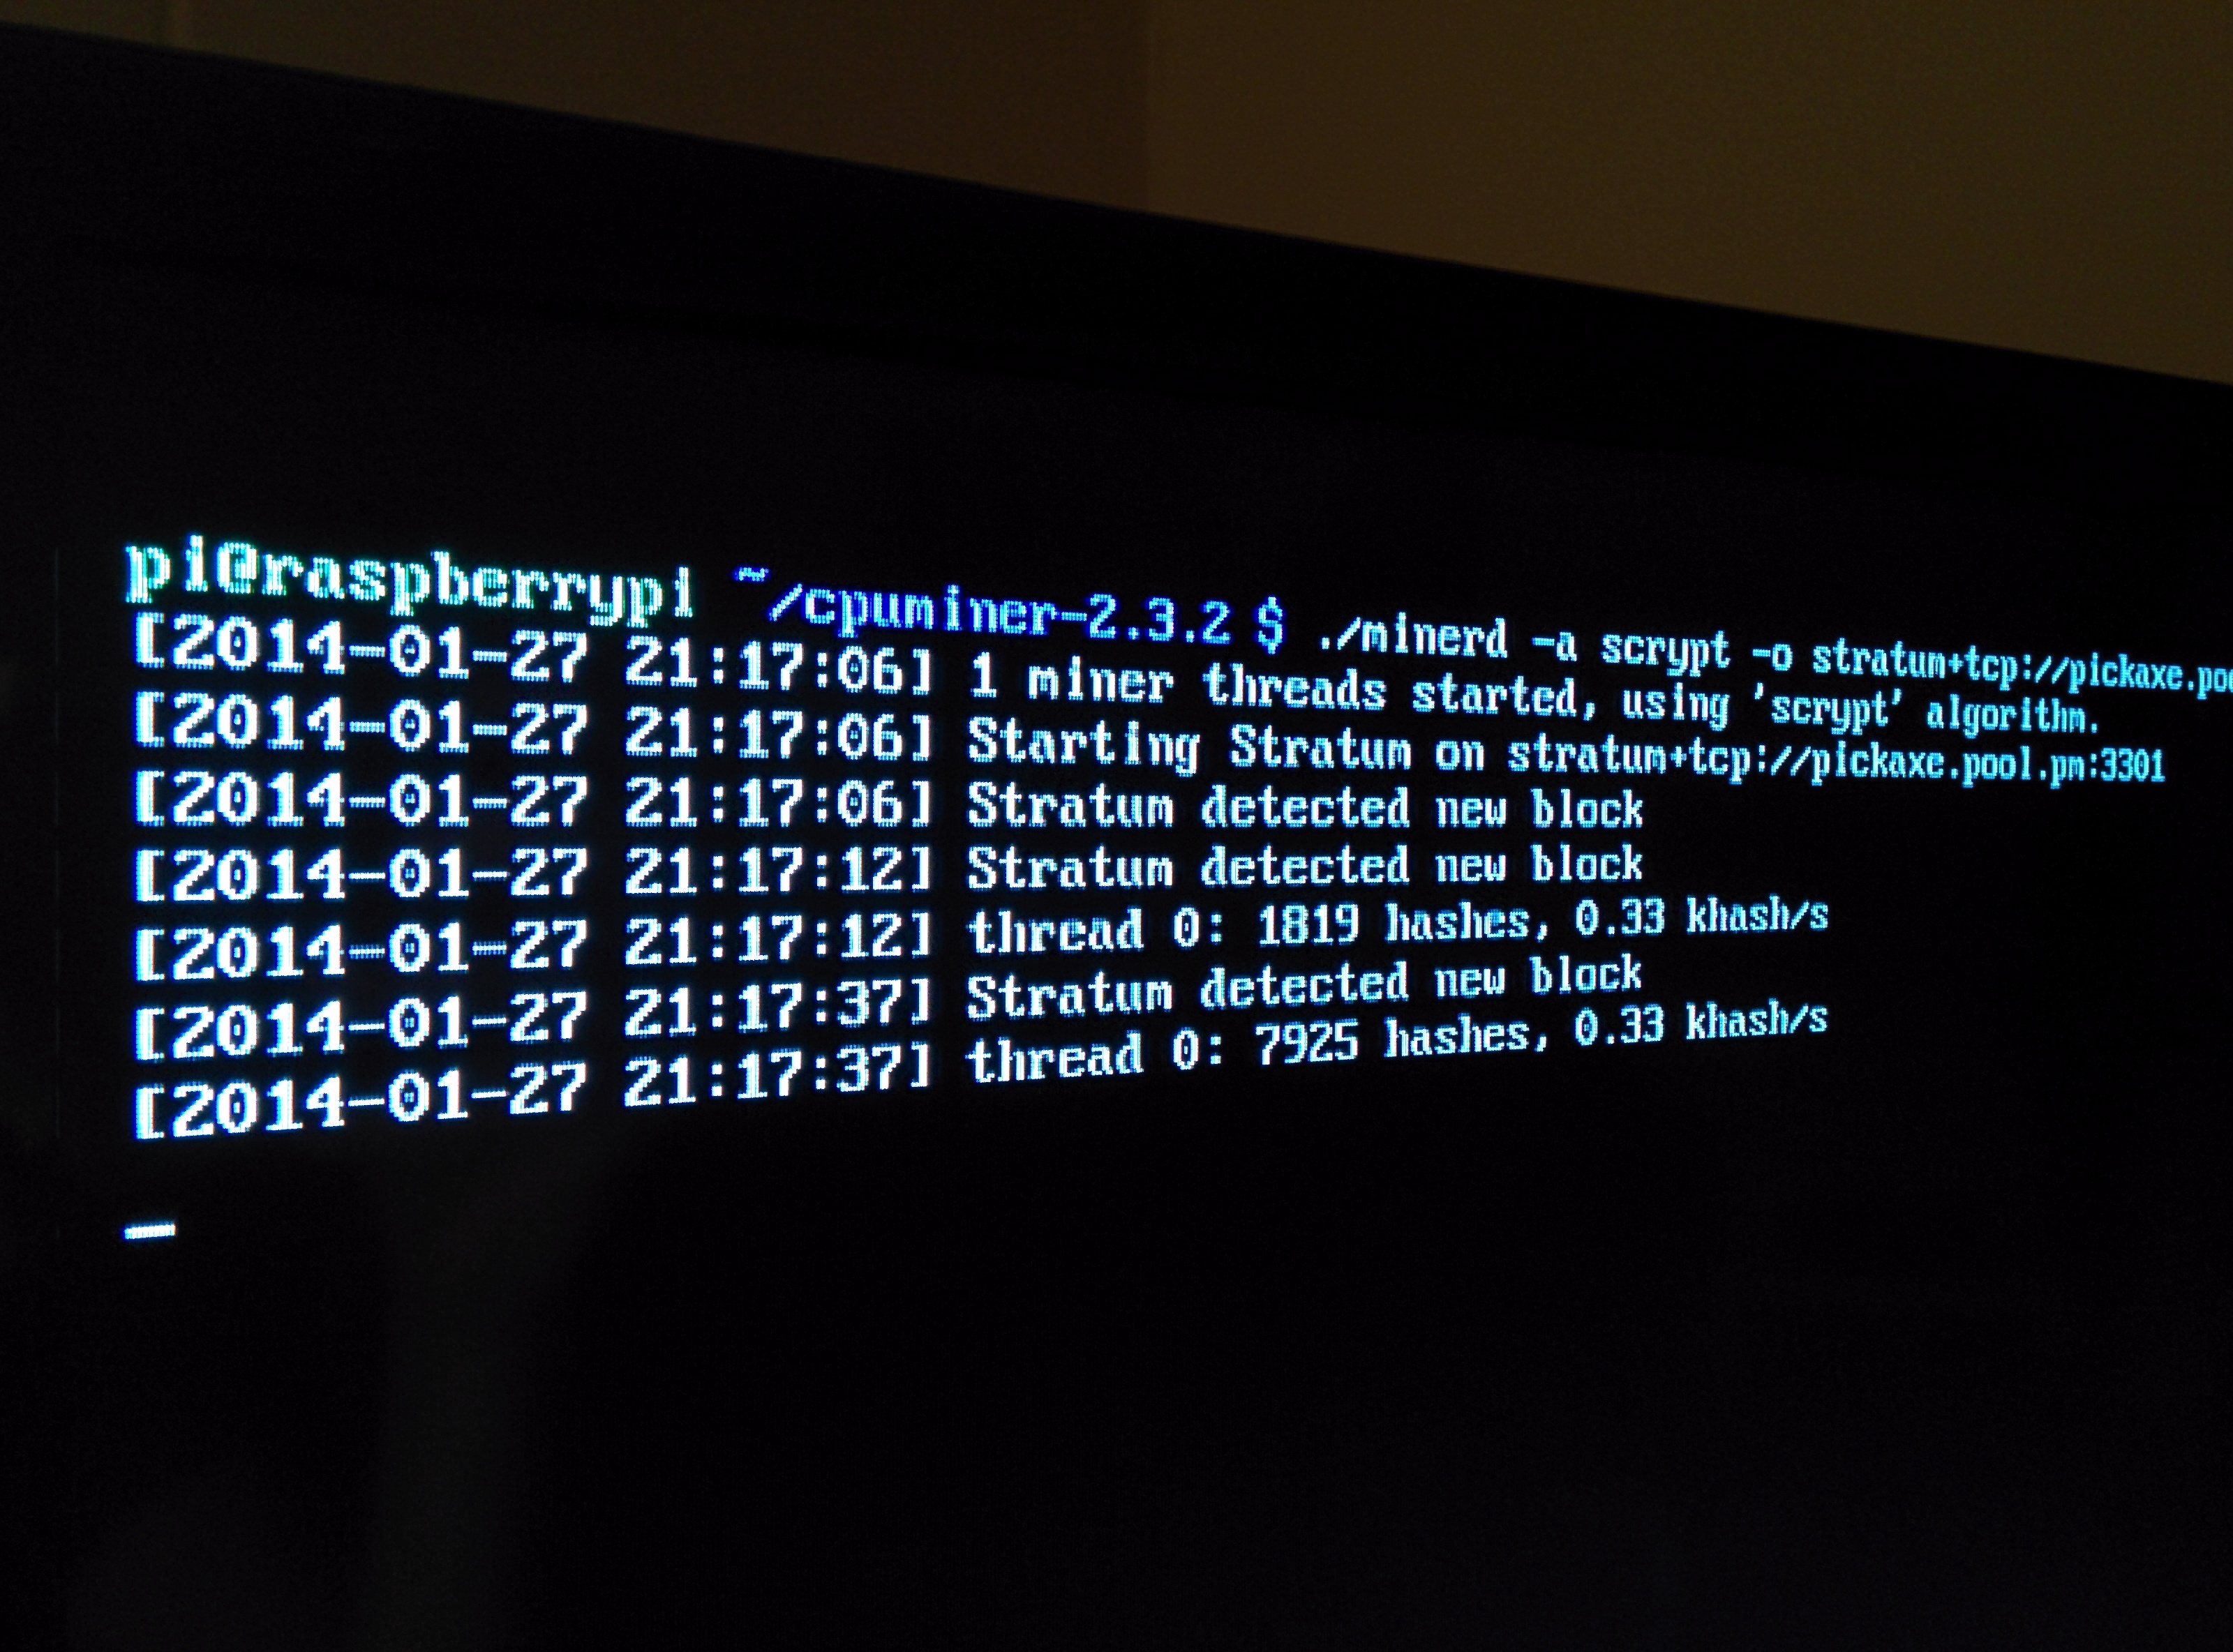 pi@raspberrypi ~/cpuminer-2.3.2 $ ./minerd -a scrypt -o stratum+tcp://pickaxe.poo
[2014-01-27 21:17:06] 1 miner threads started, using 'scrypt' algorithm.
[2014-01-27 21:17:06] Starting Stratum on stratum+tcp://pickaxe.pool.pm:3301
[2014-01-27 21:17:06] Stratum detected new block
[2014-01-27 21:17:12] Stratum detected new block
[2014-01-27 21:17:12] thread 0: 1819 hashes, 0.33 khash/s
[2014-01-27 21:17:37] Stratum detected new block
[2014-01-27 21:17:37] thread 0: 7925 hashes, 0.33 khash/s